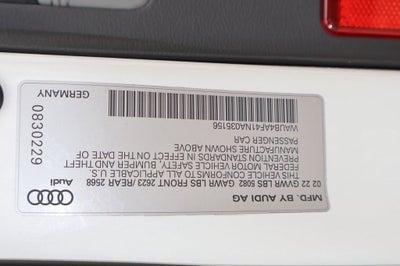 MFD. BY AUDI AG
02 22 GVWR LBS 5082 GAWR LBS FRONT 2623 / REAR 2568
THIS VEHICLE CONFORMS TO ALL APPLICABLE U.S.
FEDERAL MOTOR VEHICLE SAFETY, BUMPER AND THEFT
PREVENTION STANDARDS IN EFFECT ON THE DATE OF
MANUFACTURE SHOWN ABOVE
PASSENGER CAR
WAUB4AF41NA035156
Audi
0830229
GERMANY